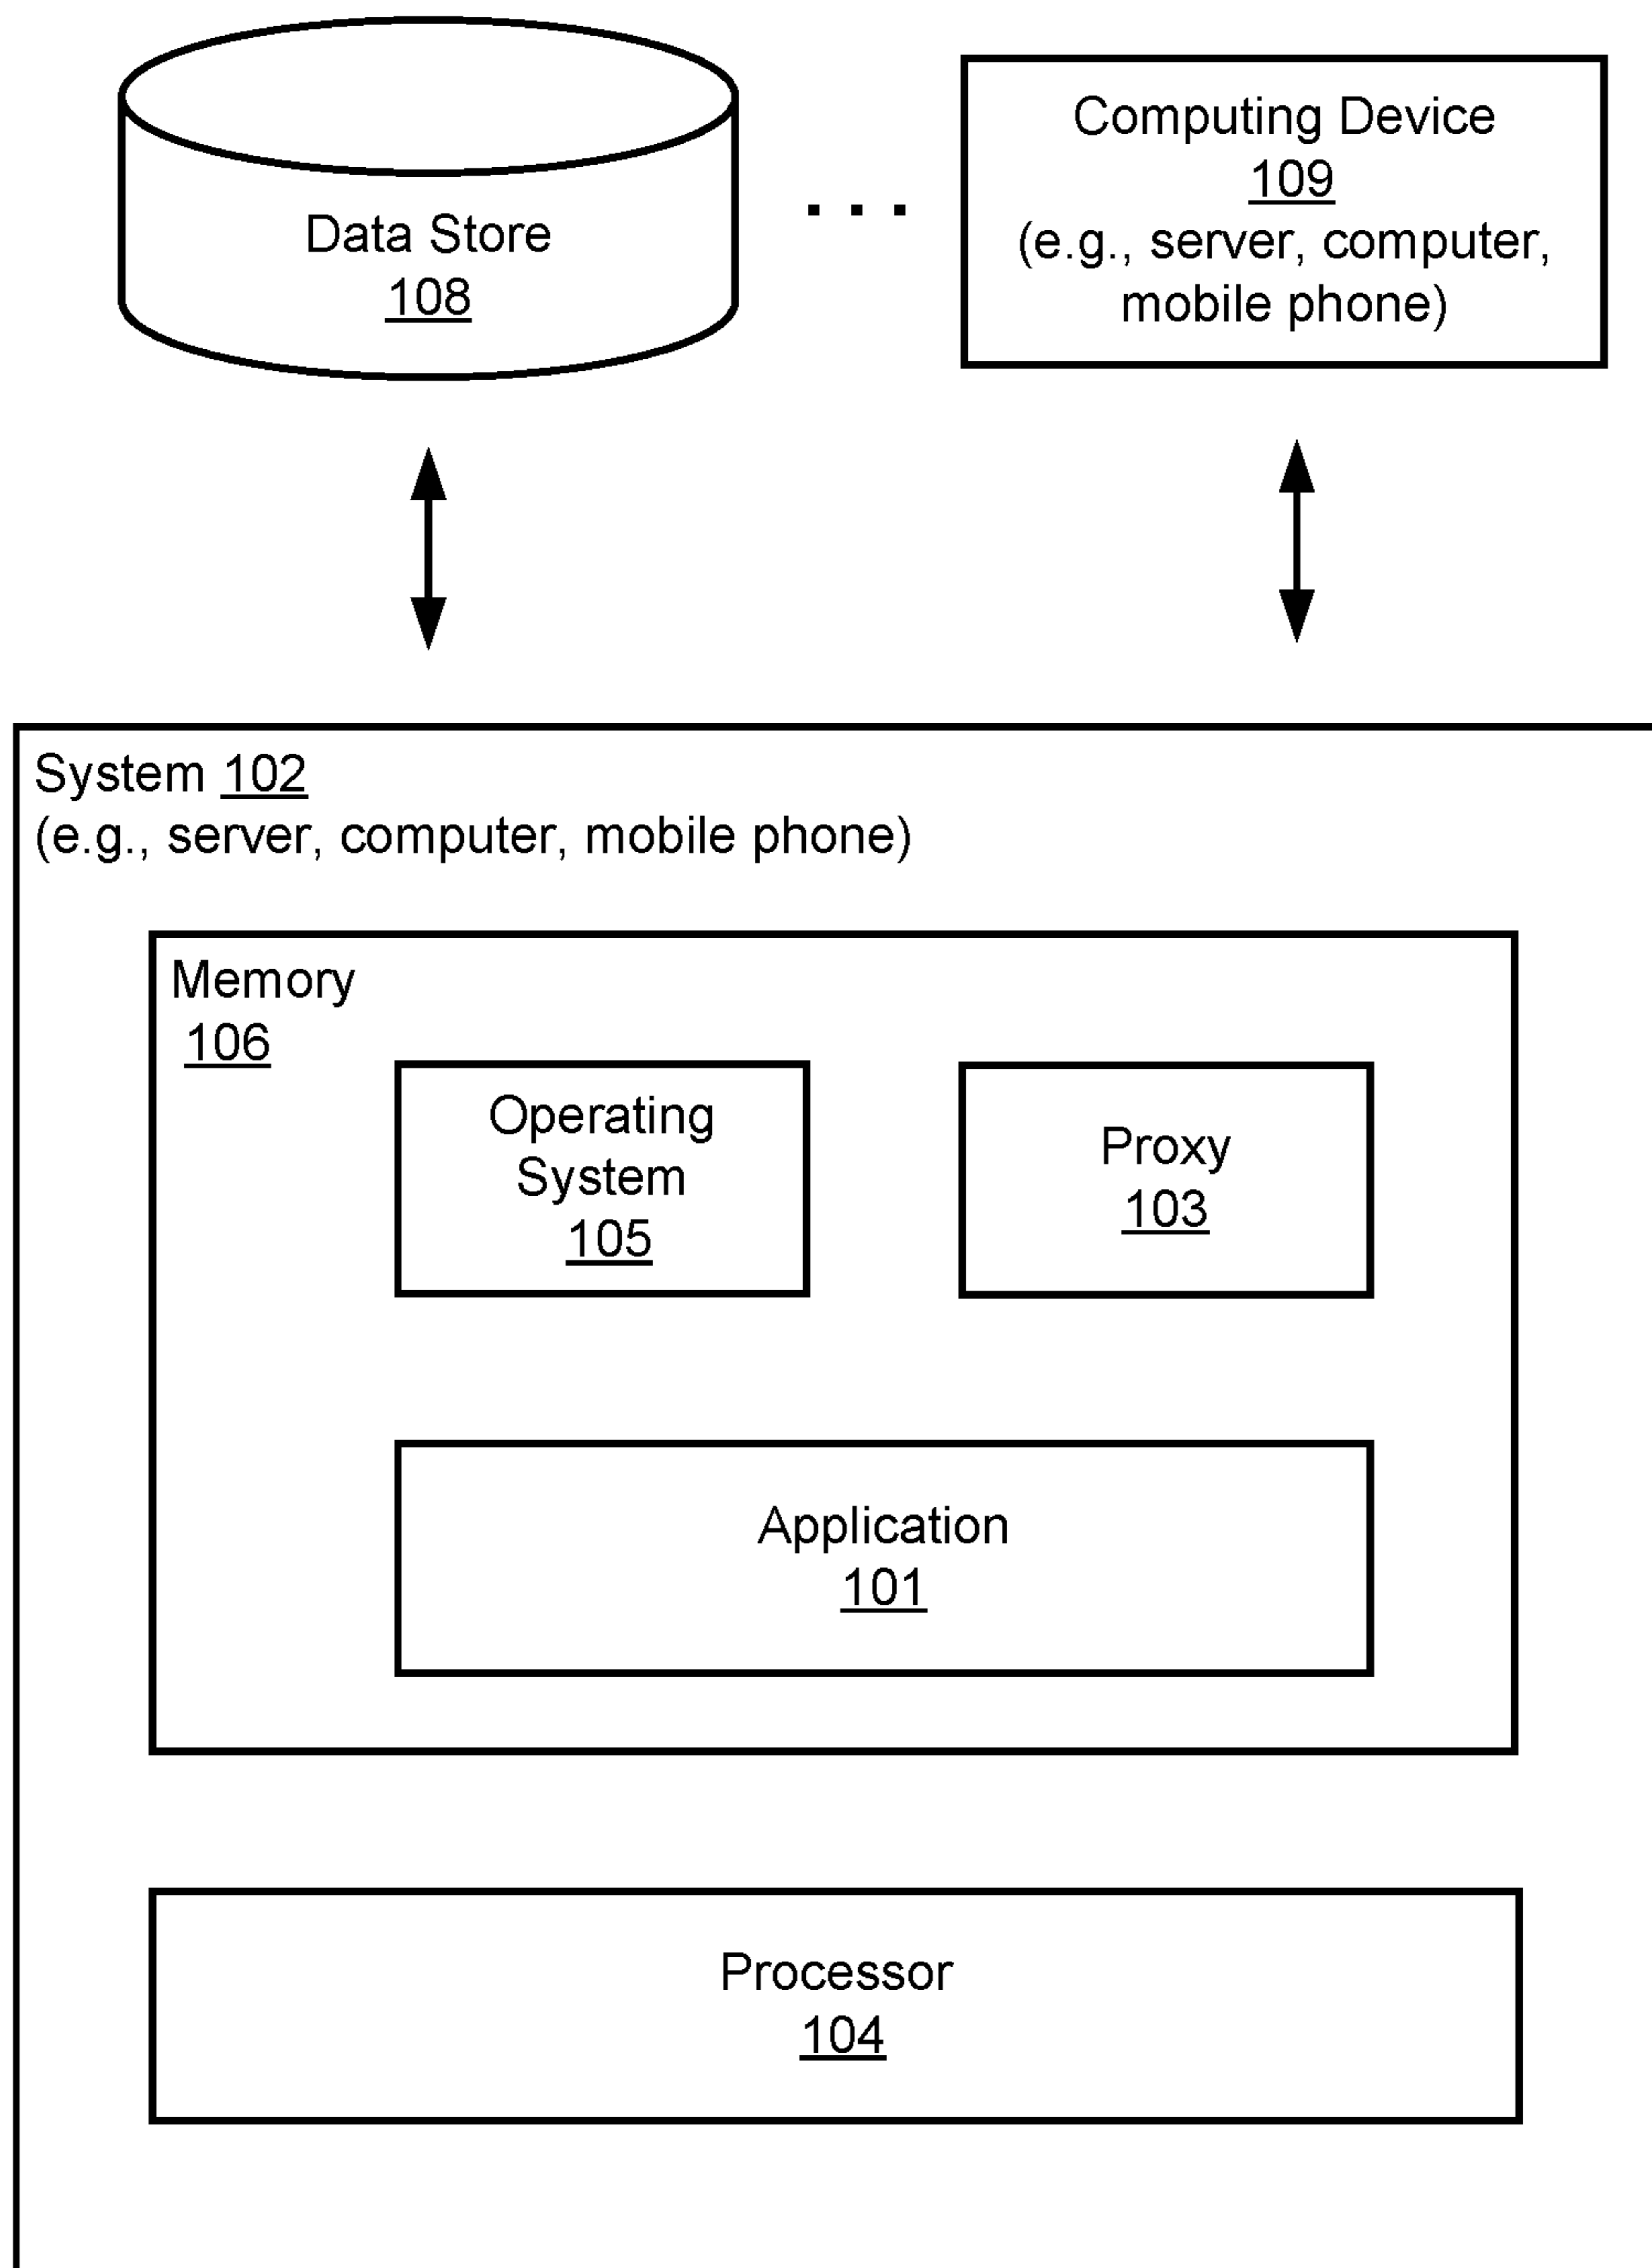 Data Store
108
. . .
Computing Device
109
(e.g., server, computer,
mobile phone)
System 102
(e.g., server, computer, mobile phone)
Memory
106
Operating
System
105
Proxy
103
Application
101
Processor
104